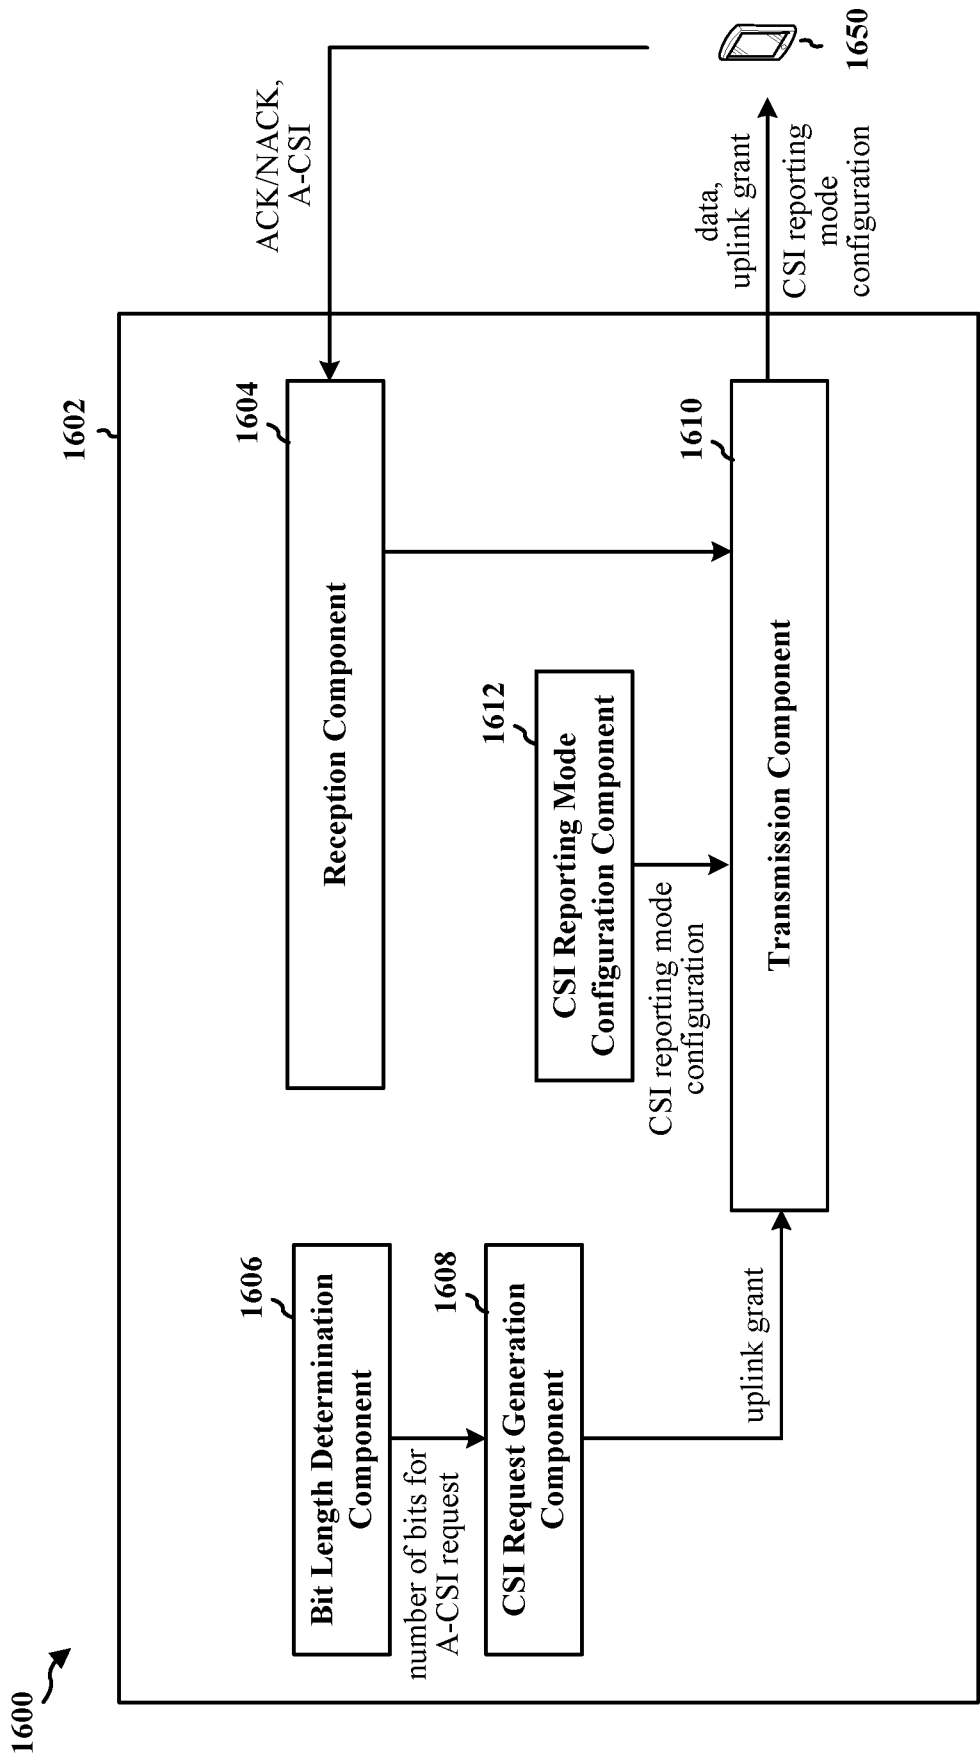 1600
1602
Bit Length Determination
Component
1606
number of bits for
A-CSI request
CSI Request Generation
Component
1608
uplink grant
Reception Component
1604
CSI Reporting Mode
Configuration Component
1612
CSI reporting mode
configuration
Transmission Component
1610
ACK/NACK,
A-CSI
data,
uplink grant
CSI reporting
mode
configuration
1650